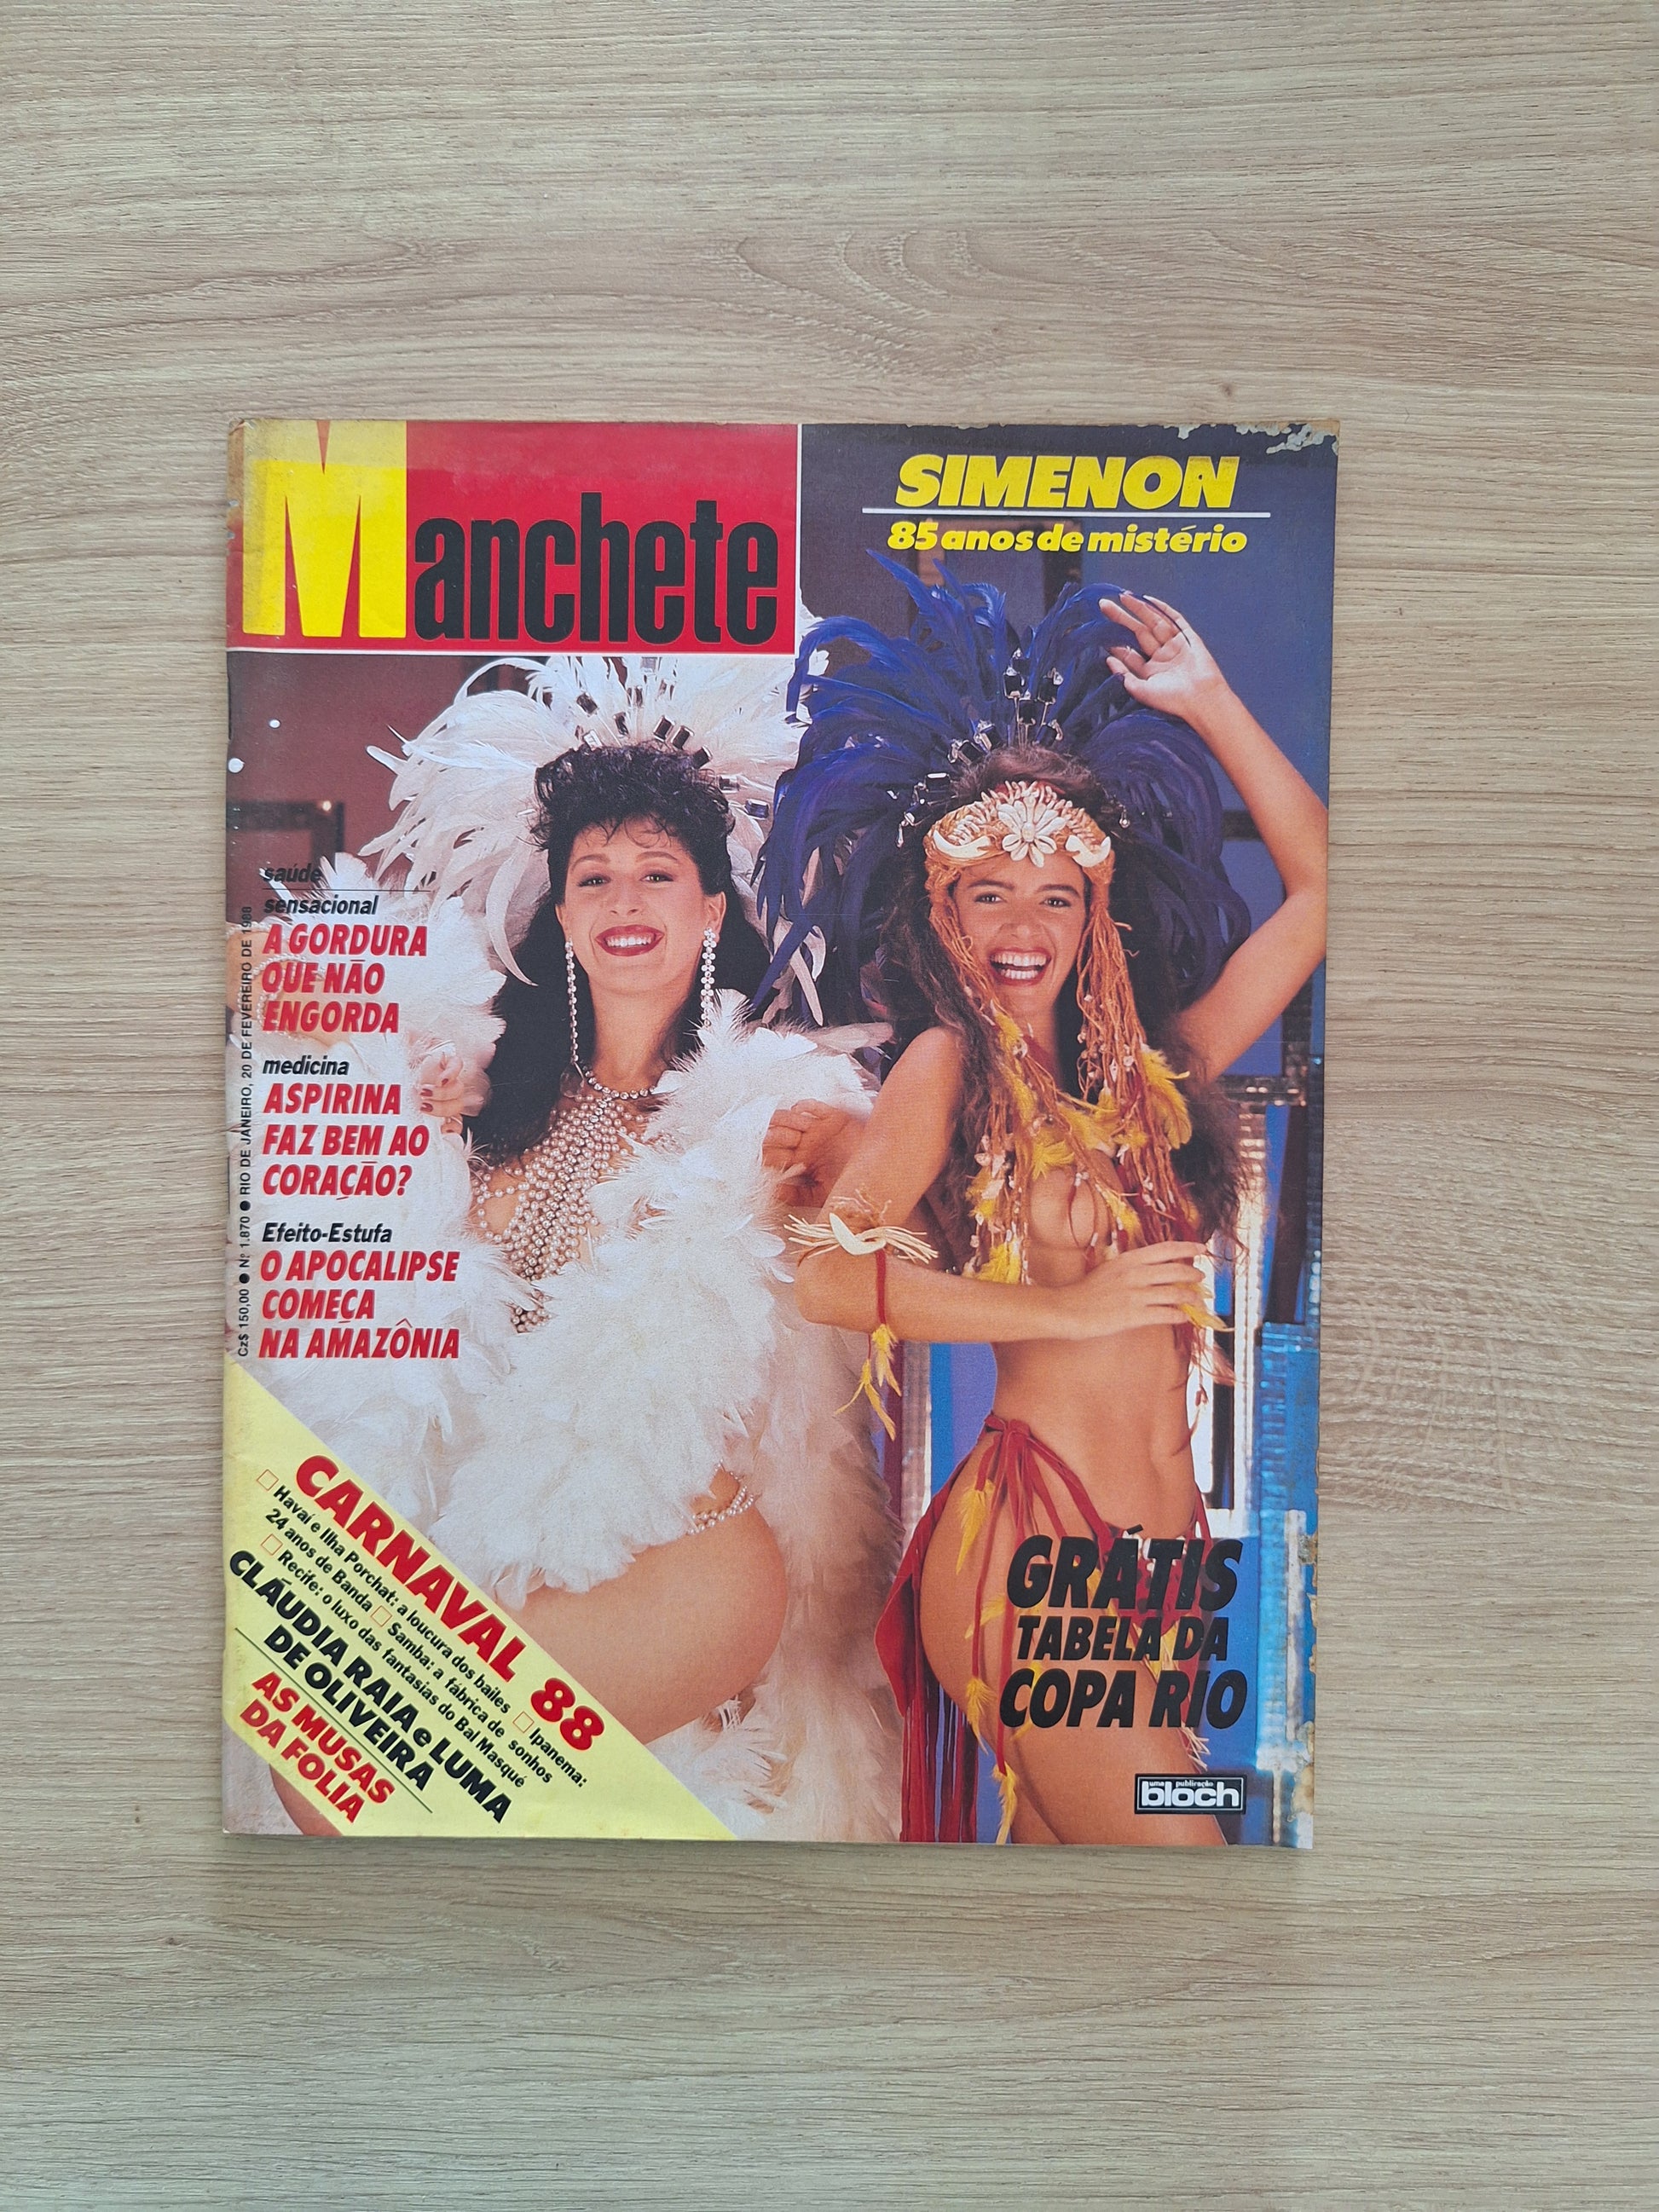 Manchete
SIMENON
85 anos de mistério
saúde
sensacional
A GORDURA
QUE NÃO
ENGORDA
medicina
ASPIRINA
FAZ BEM AO
CORAÇÃO?
Efeito-Estufa
O APOCALIPSE
COMEÇA
NA AMAZÔNIA
Cz$ 150,00 ● Nº 1.870 ● RIO DE JANEIRO, 20 DE FEVEREIRO DE 1988
CARNAVAL 88
□ Havaí e Ilha Porchat: a loucura dos bailes □ Ipanema:
24 anos de Banda □ Samba: a fábrica de sonhos
□ Recife: o luxo das fantasias do Bal Masqué
CLÁUDIA RAIA e LUMA
DE OLIVEIRA
AS MUSAS
DA FOLIA
GRÁTIS
TABELA DA
COPA RIO
uma publicação
bloch